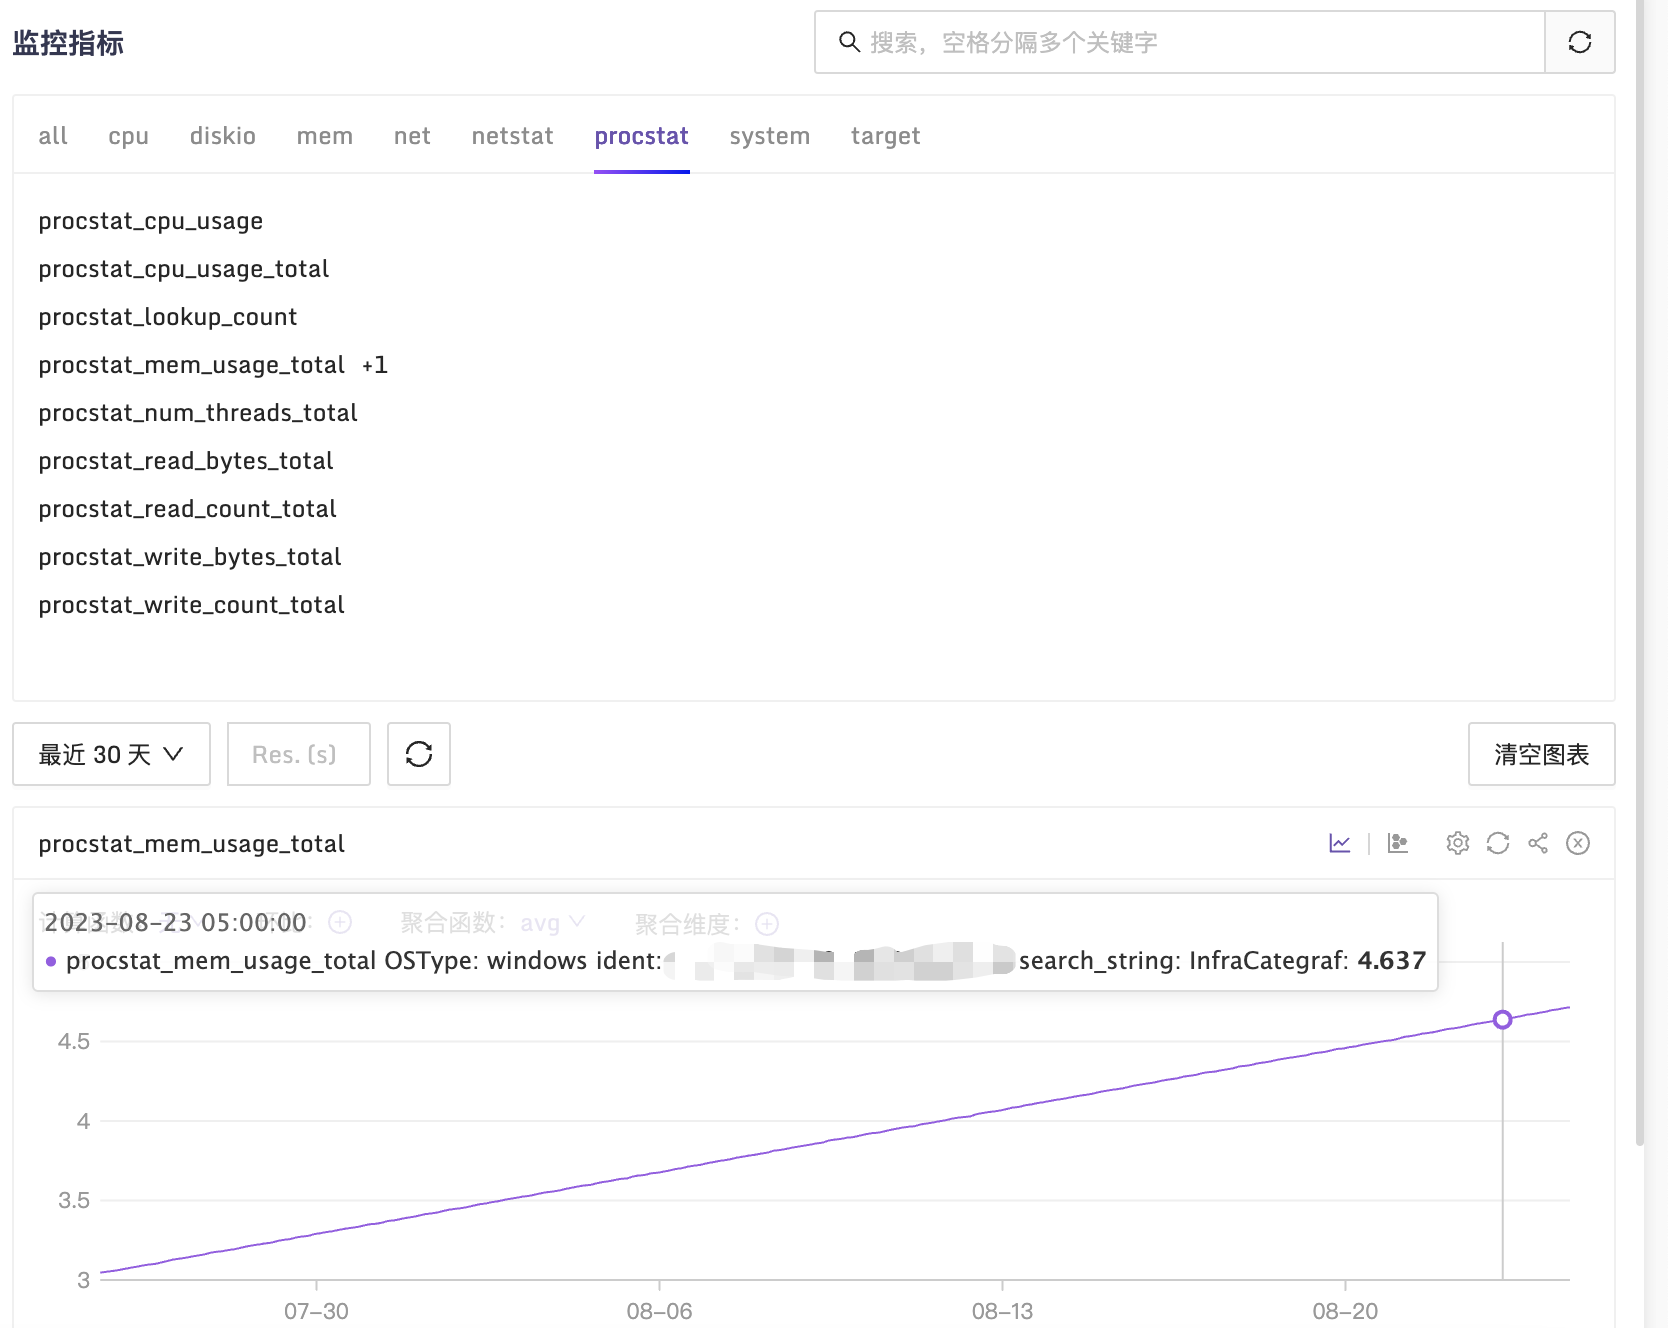 监控指标
搜索，空格分隔多个关键字
all cpu diskio mem net netstat procstat system target
procstat_cpu_usage
procstat_cpu_usage_total
procstat_lookup_count
procstat_mem_usage_total +1
procstat_num_threads_total
procstat_read_bytes_total
procstat_read_count_total
procstat_write_bytes_total
procstat_write_count_total
最近 30 天 Res. (s) 清空图表
procstat_mem_usage_total
2023-08-23 05:00:00 聚合函数: avg 聚合维度:
procstat_mem_usage_total OSType: windows ident: search_string: InfraCategraf: 4.637
4.5
4
3.5
3
07-30 08-06 08-13 08-20